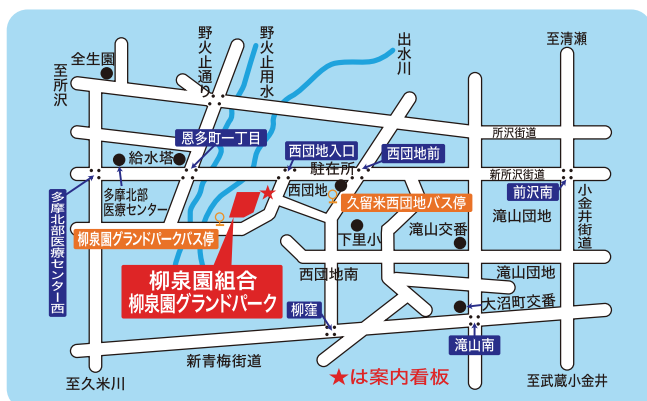 至清瀬
野火止通り
野火止用水
出水川
全生園
至所沢
所沢街道
恩多町一丁目
西団地入口
西団地前
給水塔
駐在所
新所沢街道
多摩北部
医療センター
西団地
前沢南
多摩北部医療センター西
久留米西団地バス停
小金井街道
滝山団地
柳泉園グランドパークバス停
下里小
滝山交番
柳泉園組合
柳泉園グランドパーク
西団地南
滝山団地
大沼町交番
柳窪
滝山南
新青梅街道
至久米川
★は案内看板
至武蔵小金井